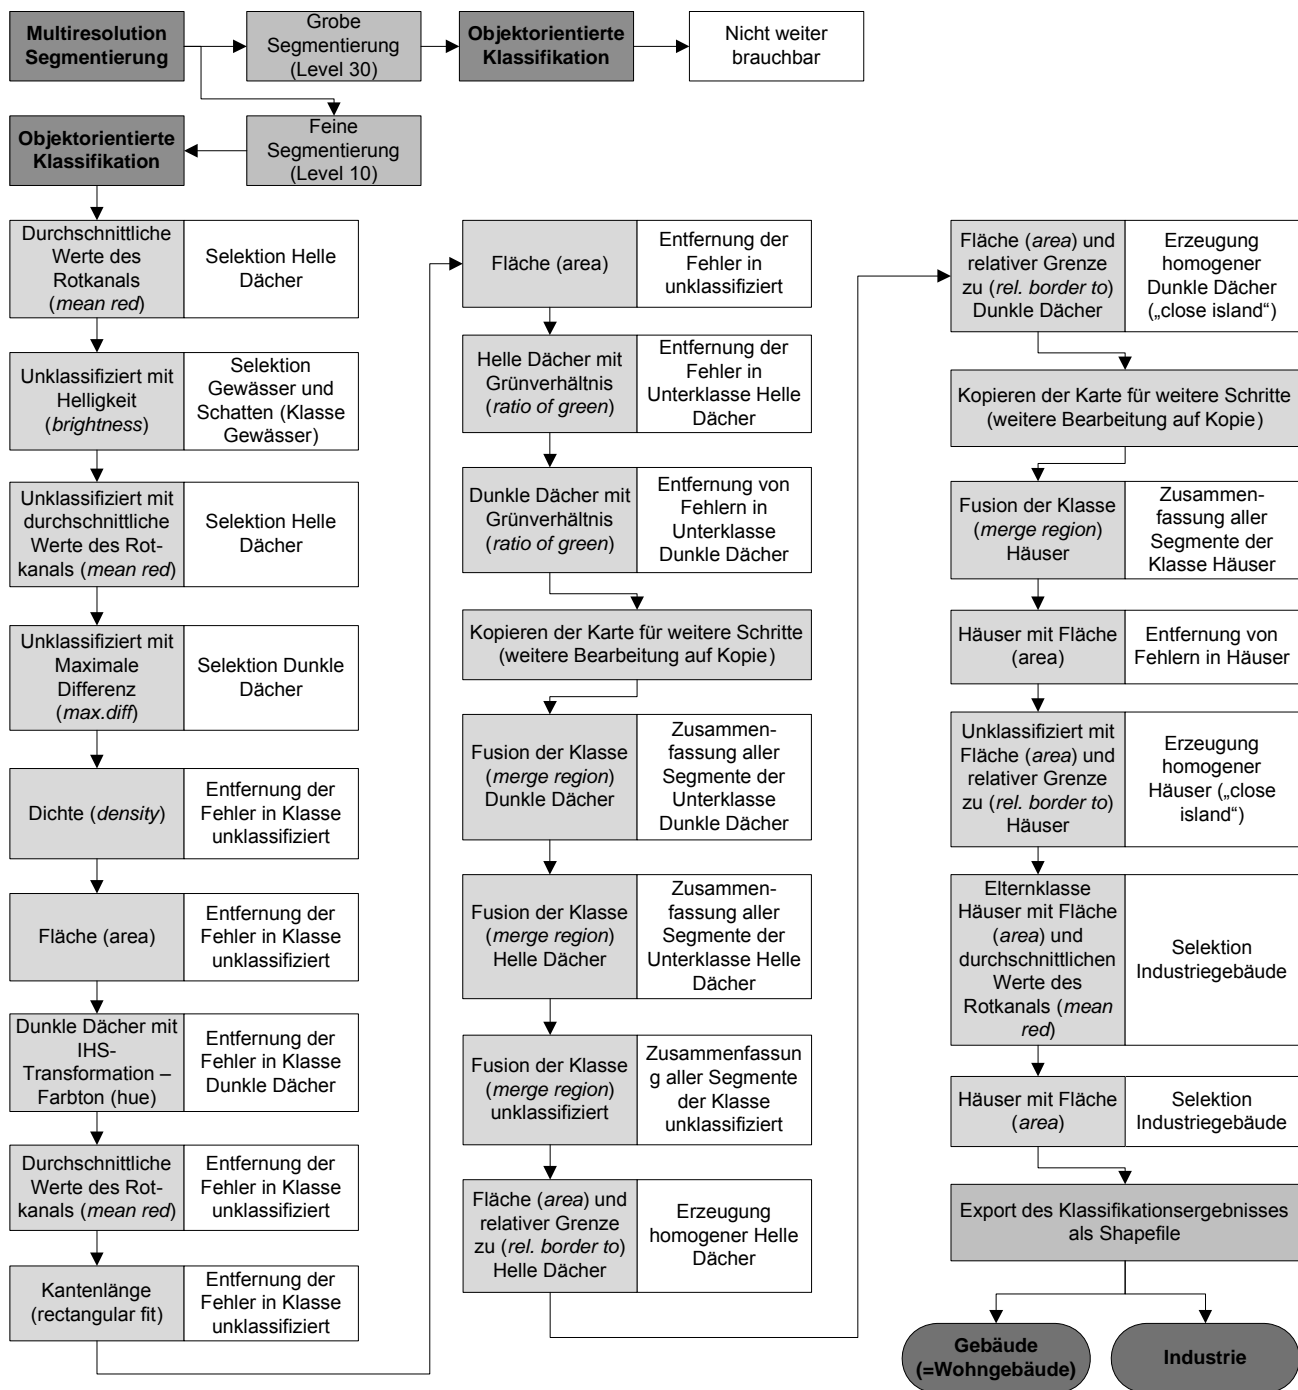 Multiresolution
Segmentierung
Grobe
Segmentierung
(Level 30)
Objektorientierte
Klassifikation
Nicht weiter
brauchbar
Objektorientierte
Klassifikation
Feine
Segmentierung
(Level 10)
Durchschnittliche
Werte des
Rotkanals
(mean red)
Selektion Helle
Dächer
Unklassifiziert mit
Helligkeit
(brightness)
Selektion
Gewässer und
Schatten (Klasse
Gewässer)
Unklassifiziert mit
durchschnittliche
Werte des Rot-
kanals (mean red)
Selektion Helle
Dächer
Unklassifiziert mit
Maximale
Differenz
(max.diff)
Selektion Dunkle
Dächer
Dichte (density)
Entfernung der
Fehler in Klasse
unklassifiziert
Fläche (area)
Entfernung der
Fehler in Klasse
unklassifiziert
Dunkle Dächer mit
IHS-
Transformation –
Farbton (hue)
Entfernung der
Fehler in Klasse
Dunkle Dächer
Durchschnittliche
Werte des Rot-
kanals (mean red)
Entfernung der
Fehler in Klasse
unklassifiziert
Kantenlänge
(rectangular fit)
Entfernung der
Fehler in Klasse
unklassifiziert
Fläche (area)
Entfernung der
Fehler in
unklassifiziert
Helle Dächer mit
Grünverhältnis
(ratio of green)
Entfernung der
Fehler in
Unterklasse Helle
Dächer
Dunkle Dächer mit
Grünverhältnis
(ratio of green)
Entfernung von
Fehlern in
Unterklasse
Dunkle Dächer
Kopieren der Karte für weitere Schritte
(weitere Bearbeitung auf Kopie)
Fusion der Klasse
(merge region)
Dunkle Dächer
Zusammen-
fassung aller
Segmente der
Unterklasse
Dunkle Dächer
Fusion der Klasse
(merge region)
Helle Dächer
Zusammen-
fassung aller
Segmente der
Unterklasse Helle
Dächer
Fusion der Klasse
(merge region)
unklassifiziert
Zusammenfassun
g aller Segmente
der Klasse
unklassifiziert
Fläche (area) und
relativer Grenze
zu (rel. border to)
Helle Dächer
Erzeugung
homogener Helle
Dächer
Fläche (area) und
relativer Grenze
zu (rel. border to)
Dunkle Dächer
Erzeugung
homogener
Dunkle Dächer
(„close island“)
Kopieren der Karte für weitere Schritte
(weitere Bearbeitung auf Kopie)
Fusion der Klasse
(merge region)
Häuser
Zusammen-
fassung aller
Segmente der
Klasse Häuser
Häuser mit Fläche
(area)
Entfernung von
Fehlern in Häuser
Unklassifiziert mit
Fläche (area) und
relativer Grenze
zu (rel. border to)
Häuser
Erzeugung
homogener
Häuser („close
island“)
Elternklasse
Häuser mit Fläche
(area) und
durchschnittlichen
Werte des
Rotkanals (mean
red)
Selektion
Industriegebäude
Häuser mit Fläche
(area)
Selektion
Industriegebäude
Export des Klassifikationsergebnisses
als Shapefile
Gebäude
(=Wohngebäude)
Industrie